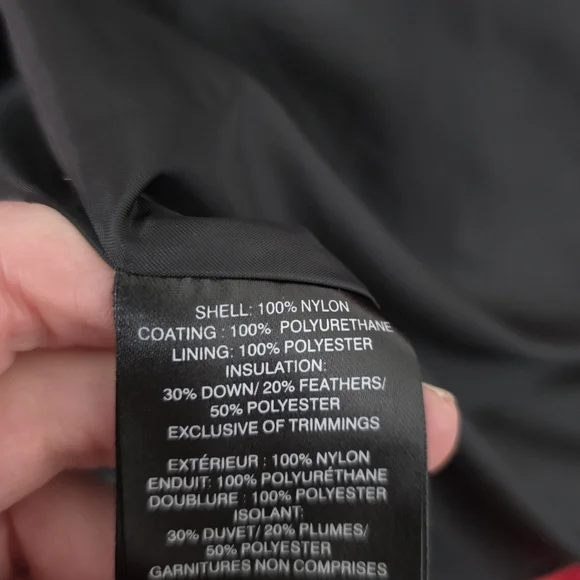 SHELL: 100% NYLON
COATING : 100% POLYURETHANE
LINING: 100% POLYESTER
INSULATION:
30% DOWN/ 20% FEATHERS/
50% POLYESTER
EXCLUSIVE OF TRIMMINGS
EXTÉRIEUR : 100% NYLON
ENDUIT: 100% POLYURÉTHANE
DOUBLURE : 100% POLYESTER
ISOLANT:
30% DUVET/ 20% PLUMES/
50% POLYESTER
GARNITURES NON COMPRISES